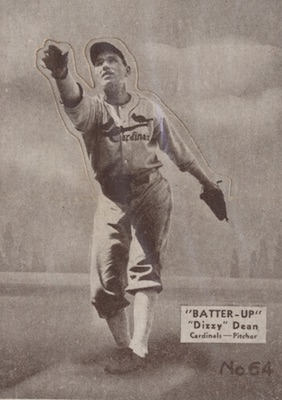 Cardinals
"BATTER-UP"
"Dizzy" Dean
Cardinals—Pitcher
No. 64